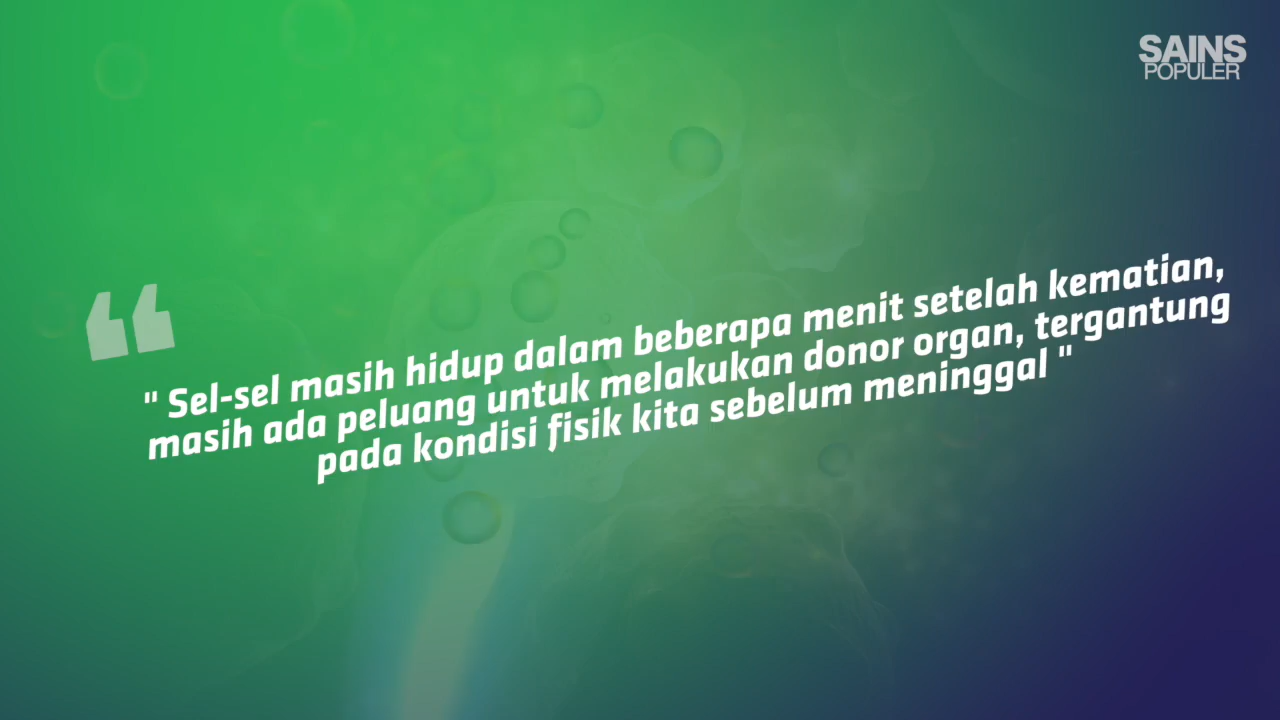 SAINS
POPULER
" Sel-sel masih hidup dalam beberapa menit setelah kematian,
masih ada peluang untuk melakukan donor organ, tergantung
pada kondisi fisik kita sebelum meninggal "